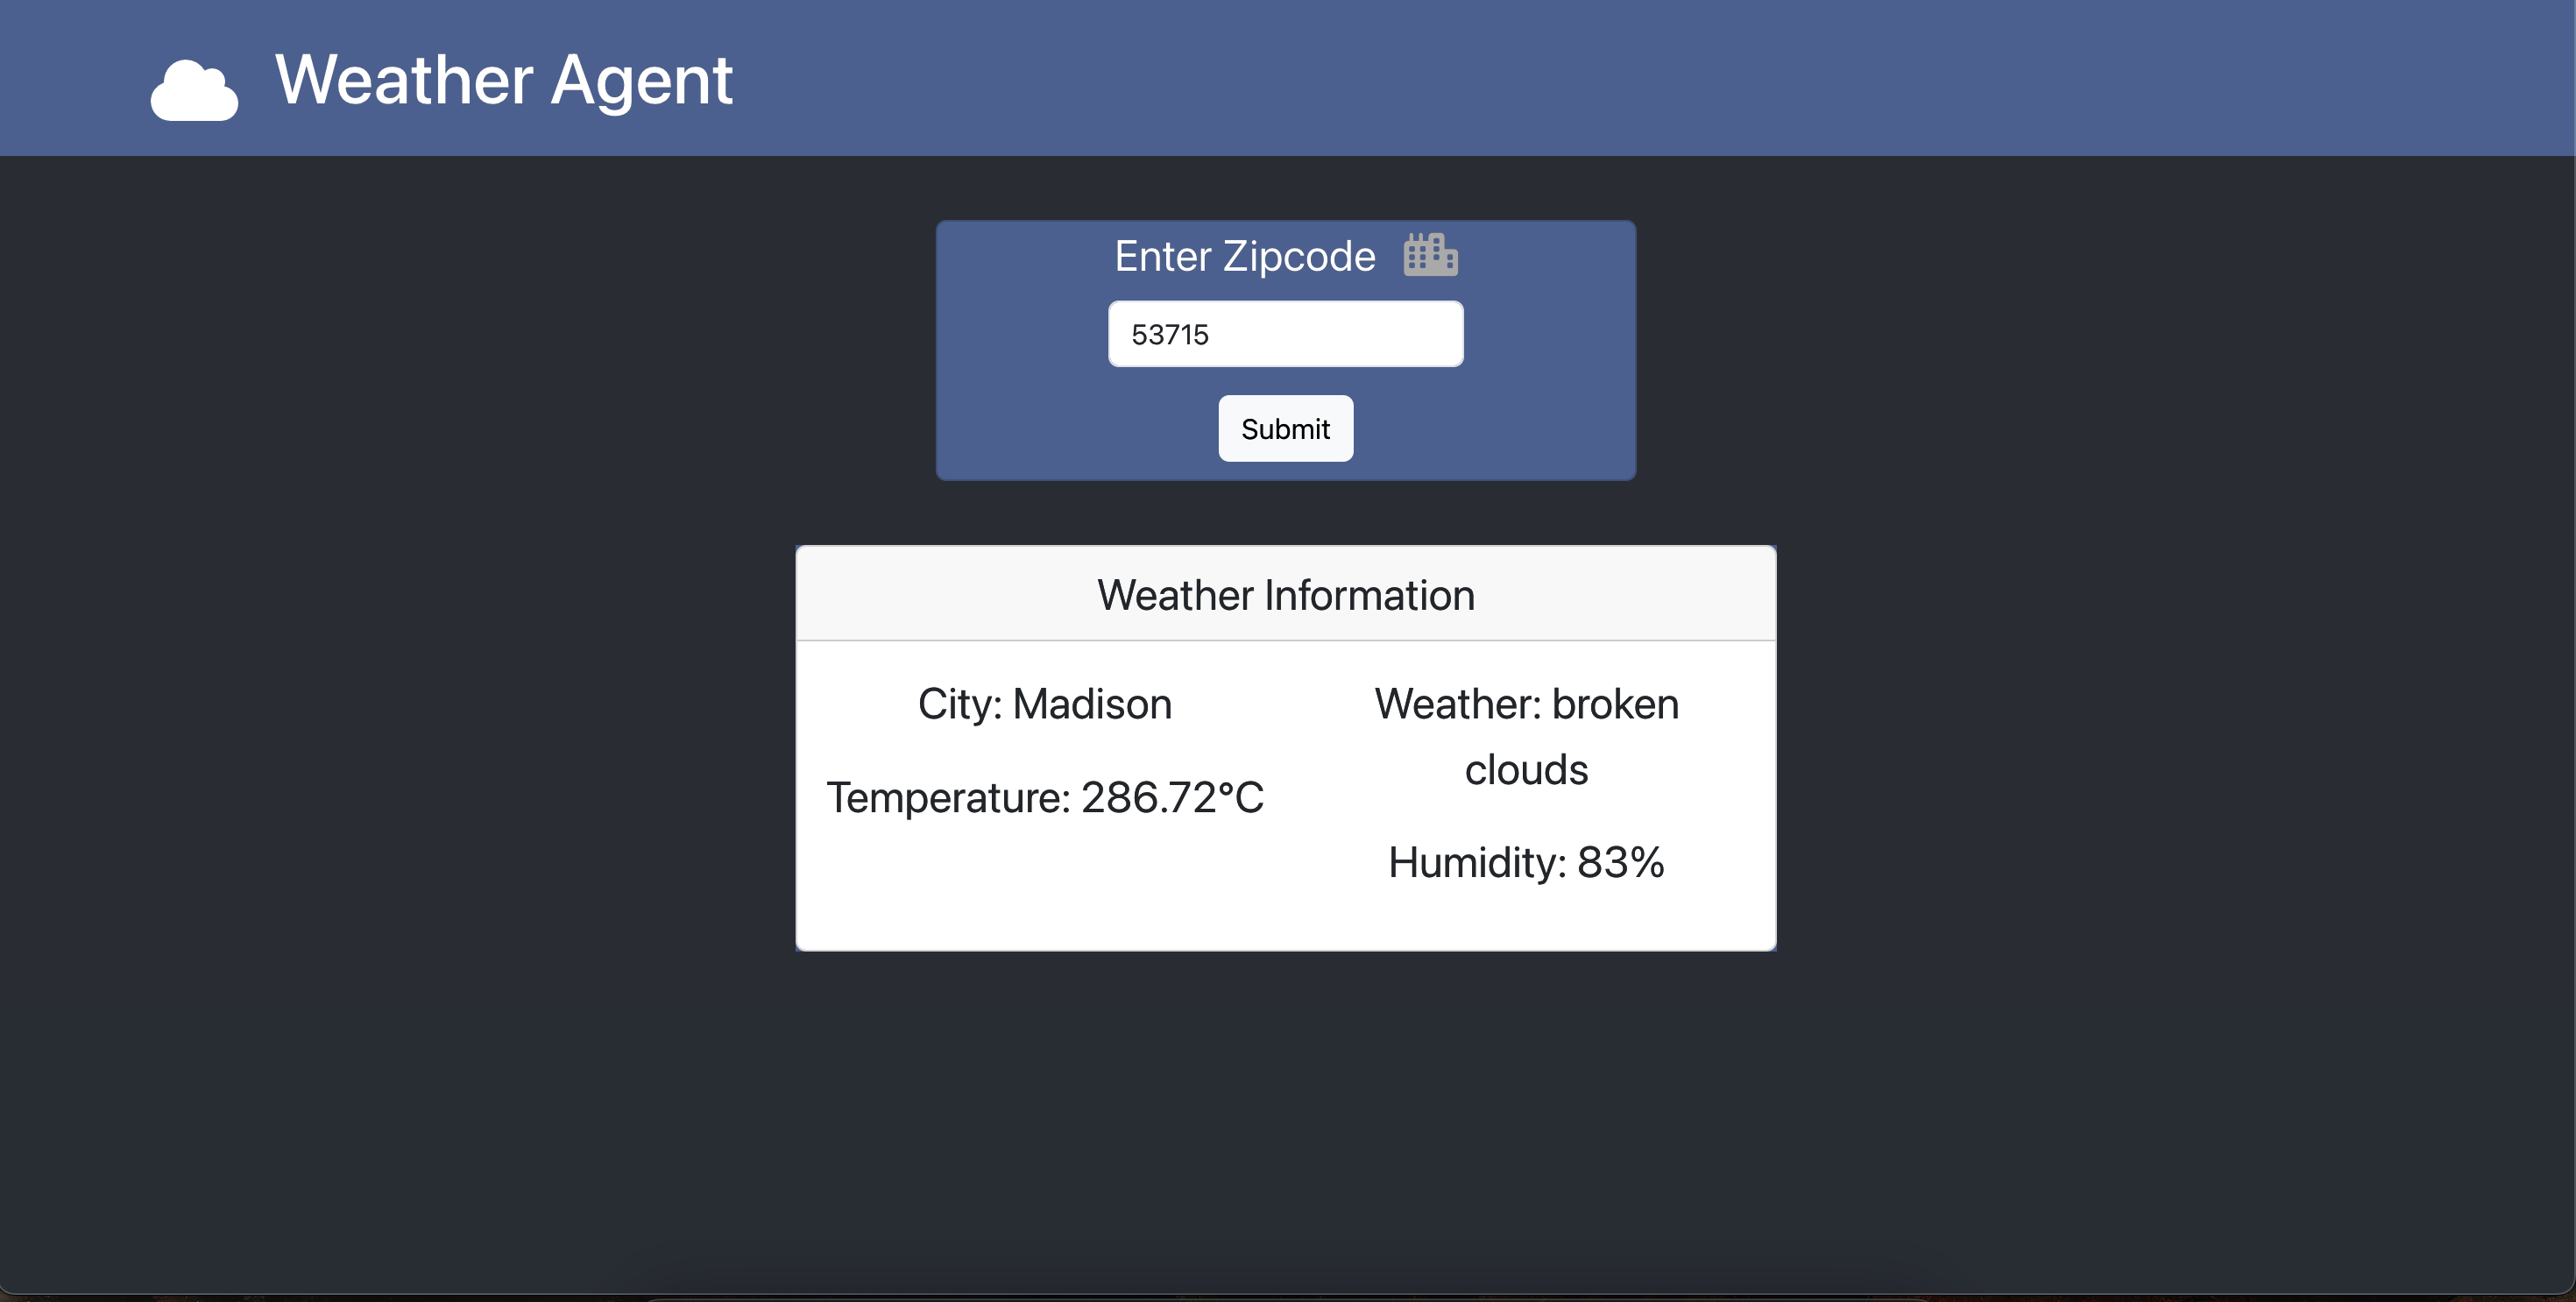 Weather Agent
Enter Zipcode
53715
Submit
Weather Information
City: Madison
Temperature: 286.72°C
Weather: broken
clouds
Humidity: 83%